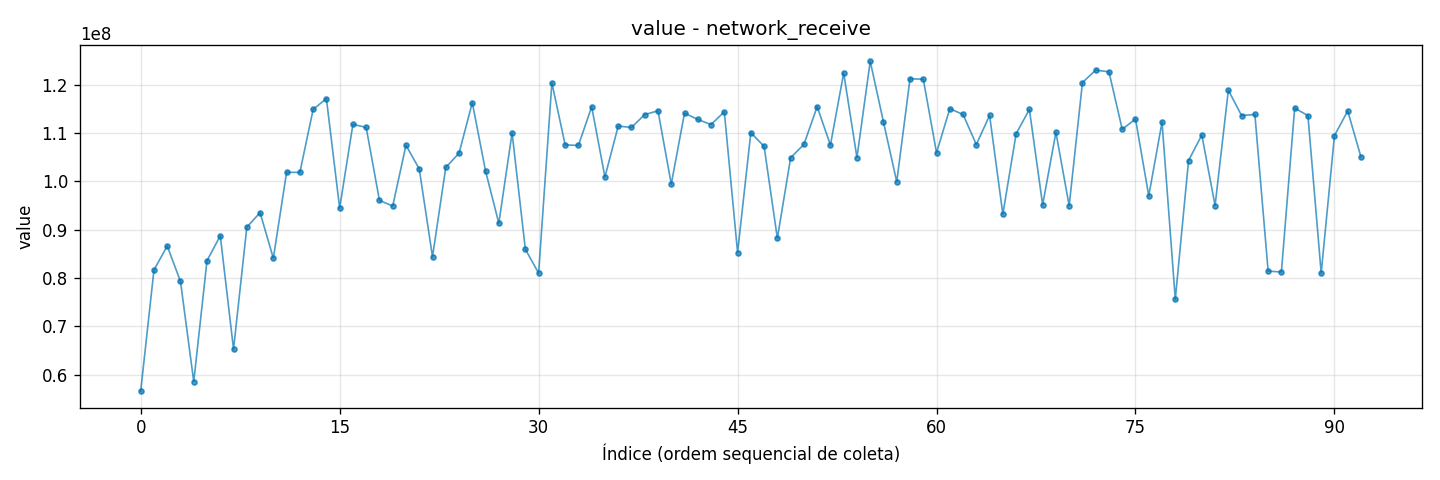 value - network_receive
1e8
1.2
1.1
1.0
0.9
0.8
0.7
0.6
value
0 15 30 45 60 75 90
Índice (ordem sequencial de coleta)